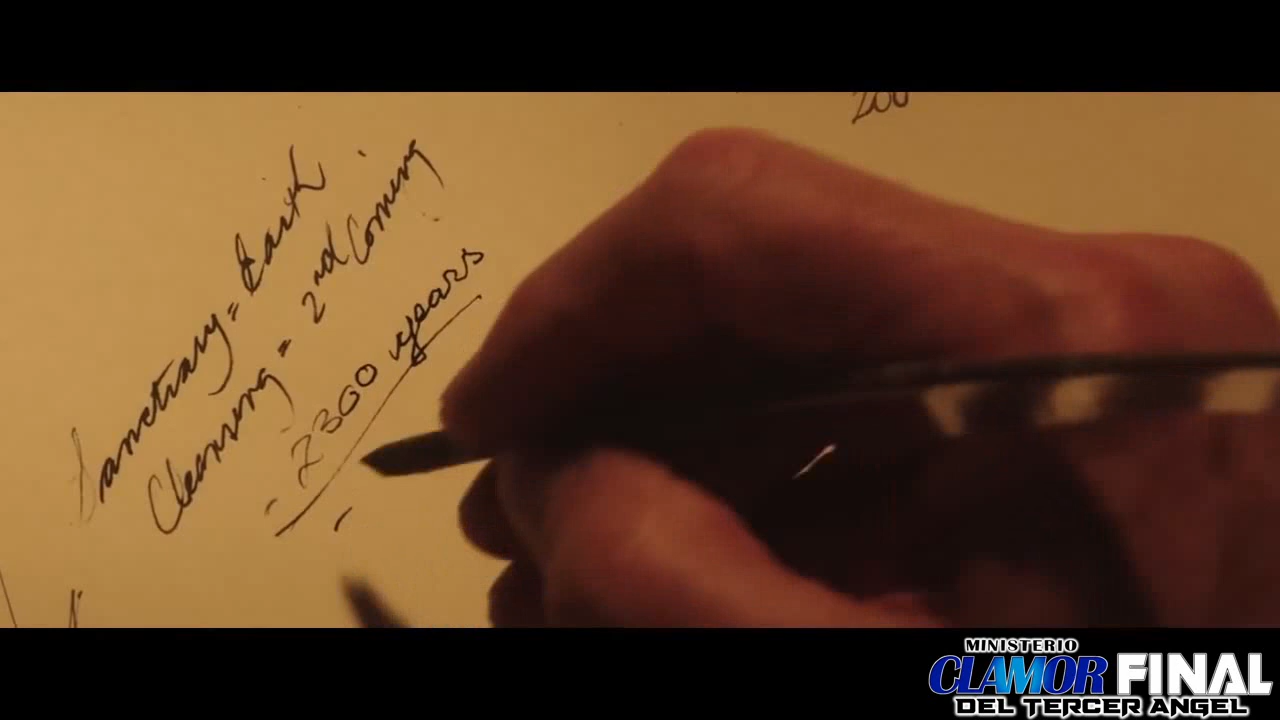 200
Sanctuary = Earth
Cleansing = 2nd Coming
- 2300 years
-
MINISTERIO
CLAMOR FINAL
DEL TERCER ANGEL